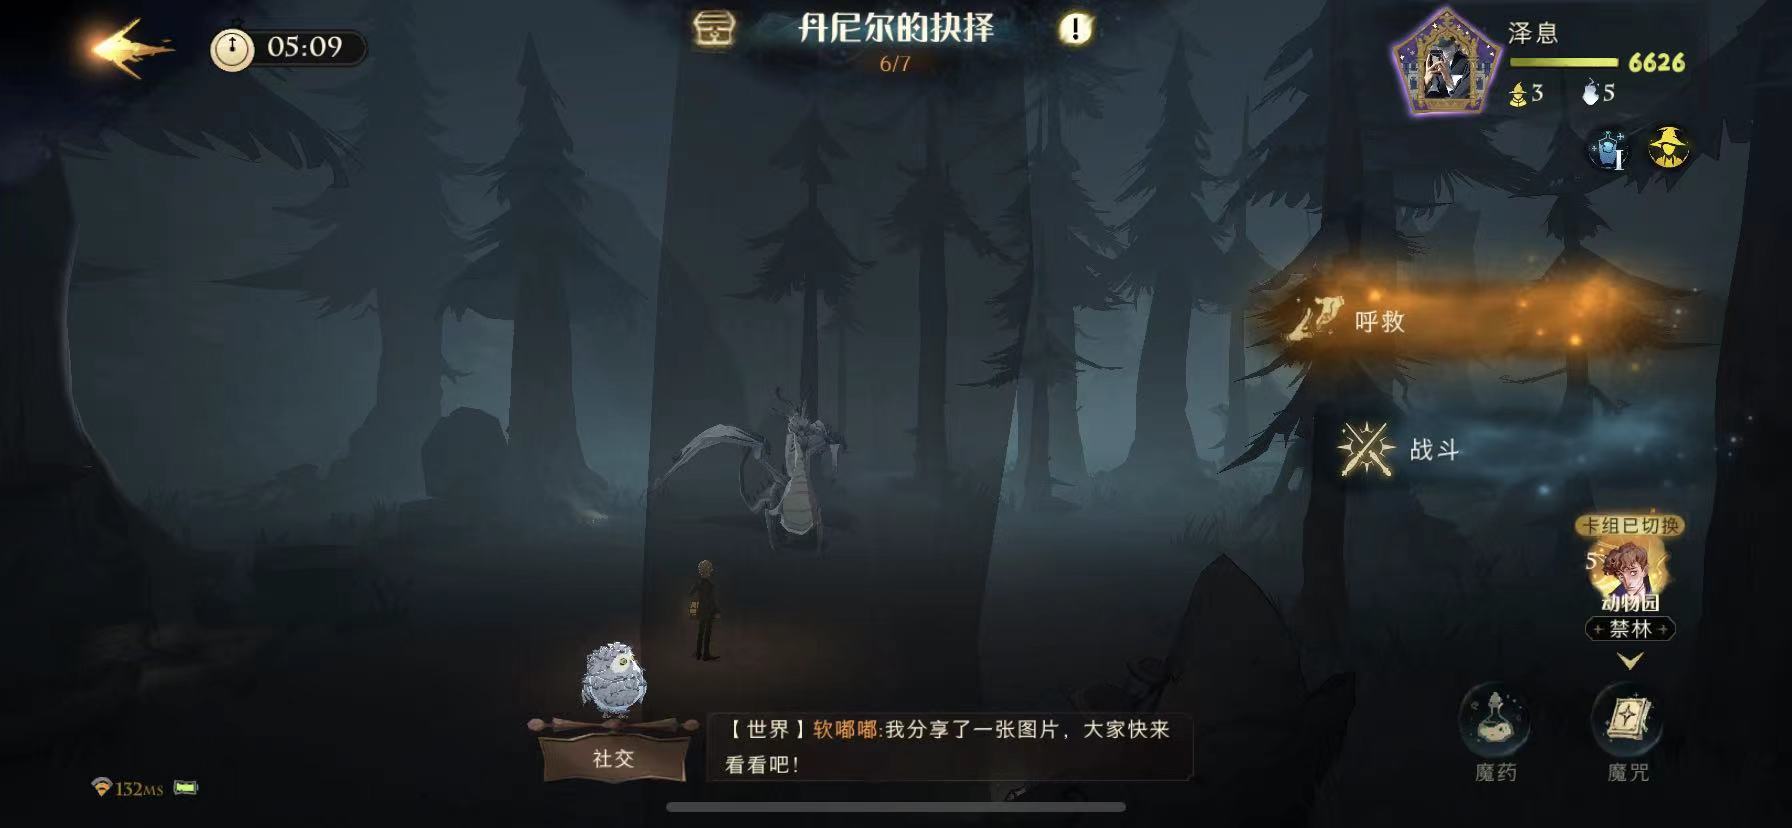 05:09
丹尼尔的抉择
6/7
泽息
6626
3
5
I
呼救
战斗
卡组已切换
5
动物园
禁林
【世界】软嘟嘟:我分享了一张图片，大家快来
看看吧！
社交
魔药
魔咒
132MS